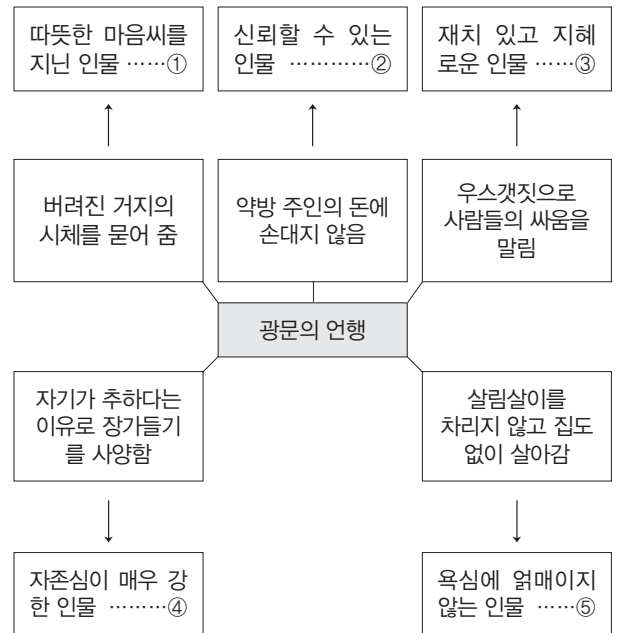 따뜻한 마음씨를
지닌 인물 ……①
신뢰할 수 있는
인물 …………②
재치 있고 지혜
로운 인물 ……③
버려진 거지의
시체를 묻어 줌
약방 주인의 돈에
손대지 않음
우스갯짓으로
사람들의 싸움을
말림
광문의 언행
자기가 추하다는
이유로 장가들기
를 사양함
살림살이를
차리지 않고 집도
없이 살아감
자존심이 매우 강
한 인물 ………④
욕심에 얽매이지
않는 인물 ……⑤